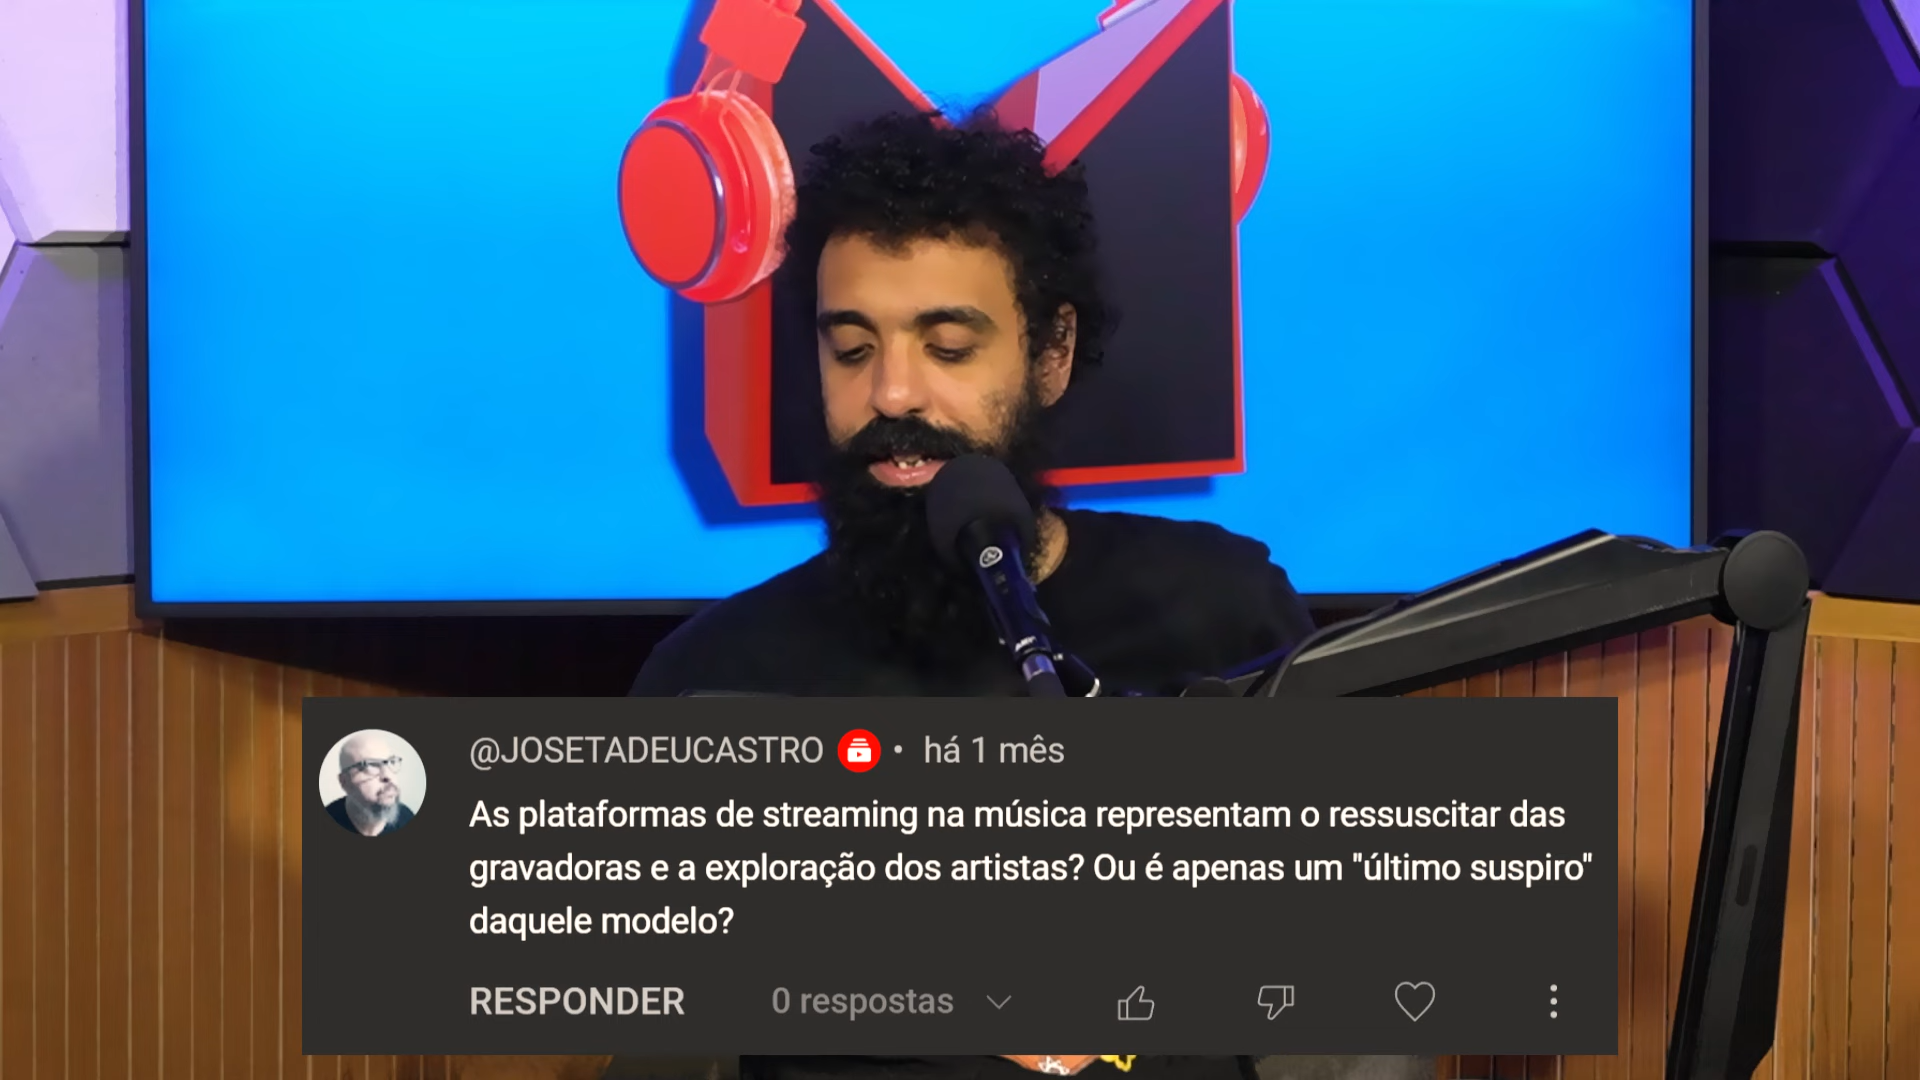 @JOSETADEUCASTRO • há 1 mês
As plataformas de streaming na música representam o ressuscitar das
gravadoras e a exploração dos artistas? Ou é apenas um "último suspiro"
daquele modelo?
RESPONDER 0 respostas